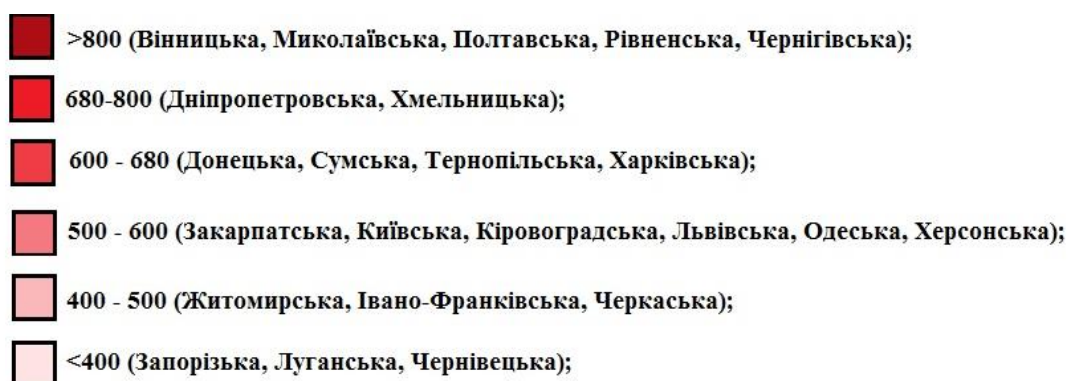 >800 (Вінницька, Миколаївська, Полтавська, Рівненська, Чернігівська);
680-800 (Дніпропетровська, Хмельницька);
600 - 680 (Донецька, Сумська, Тернопільська, Харківська);
500 - 600 (Закарпатська, Київська, Кіровоградська, Львівська, Одеська, Херсонська);
400 - 500 (Житомирська, Івано-Франківська, Черкаська);
<400 (Запорізька, Луганська, Чернівецька);